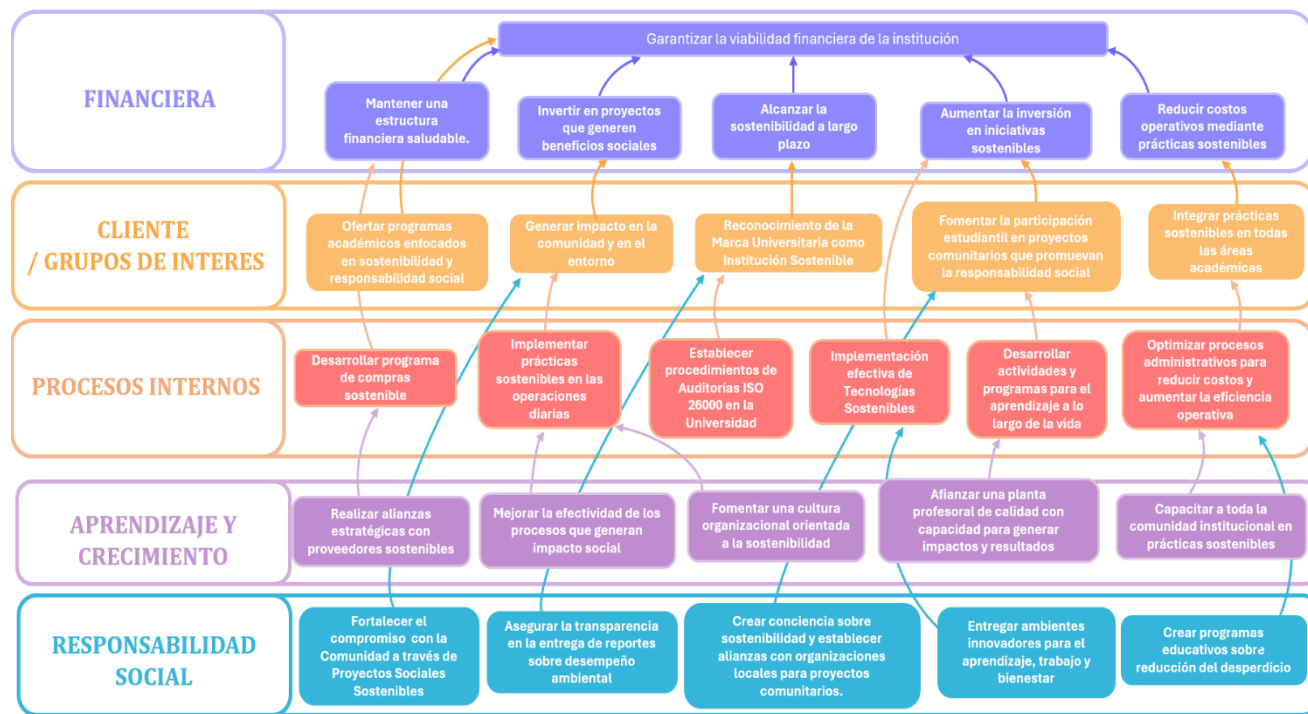 Garantizar la viabilidad financiera de la institución
FINANCIERA
Mantener una
estructura
financiera saludable.
Invertir en proyectos
que generen
beneficios sociales
Alcanzar la
sostenibilidad a largo
plazo
Aumentar la inversión
en iniciativas
sostenibles
Reducir costos
operativos mediante
prácticas sostenibles
CLIENTE
/ GRUPOS DE INTERES
Ofertar programas
académicos enfocados
en sostenibilidad y
responsabilidad social
Generar impacto en la
comunidad y en el
entorno
Reconocimiento de la
Marca Universitaria como
Institución Sostenible
Fomentar la participación
estudiantil en proyectos
comunitarios que promuevan
la responsabilidad social
Integrar prácticas
sostenibles en todas
las áreas
académicas
PROCESOS INTERNOS
Desarrollar programa
de compras
sostenible
Implementar
prácticas
sostenibles en las
operaciones
diarias
Establecer
procedimientos de
Auditorías ISO
26000 en la
Universidad
Implementación
efectiva de
Tecnologías
Sostenibles
Desarrollar
actividades y
programas para el
aprendizaje a lo
largo de la vida
Optimizar procesos
administrativos para
reducir costos y
aumentar la eficiencia
operativa
APRENDIZAJE Y
CRECIMIENTO
Realizar alianzas
estratégicas con
proveedores sostenibles
Mejorar la efectividad de los
procesos que generan
impacto social
Fomentar una cultura
organizacional orientada
a la sostenibilidad
Afianzar una planta
profesoral de calidad con
capacidad para generar
impactos y resultados
Capacitar a toda la
comunidad institucional en
prácticas sostenibles
RESPONSABILIDAD
SOCIAL
Fortalecer el
compromiso con la
Comunidad a través de
Proyectos Sociales
Sostenibles
Asegurar la transparencia
en la entrega de reportes
sobre desempeño
ambiental
Crear conciencia sobre
sostenibilidad y establecer
alianzas con organizaciones
locales para proyectos
comunitarios.
Entregar ambientes
innovadores para el
aprendizaje, trabajo y
bienestar
Crear programas
educativos sobre
reducción del desperdicio